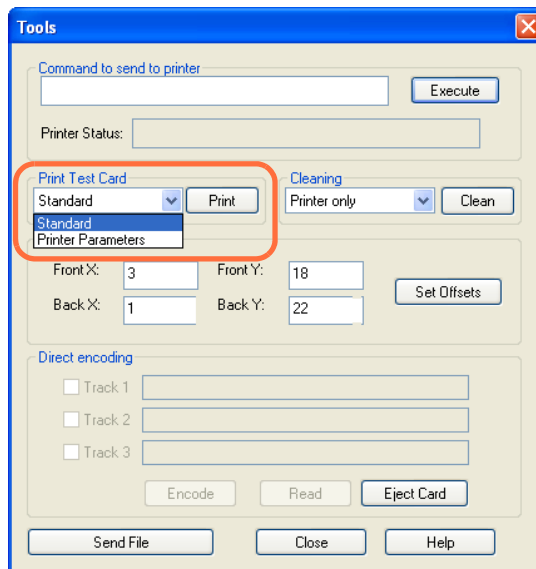 Tools
Command to send to printer
Execute
Printer Status:
Print Test Card
Cleaning
Standard
Print
Printer only
Clean
Standard
Printer Parameters
Front X: 3 Front Y: 18
Set Offsets
Back X: 1 Back Y: 22
Direct encoding
Track 1
Track 2
Track 3
Encode Read Eject Card
Send File Close Help